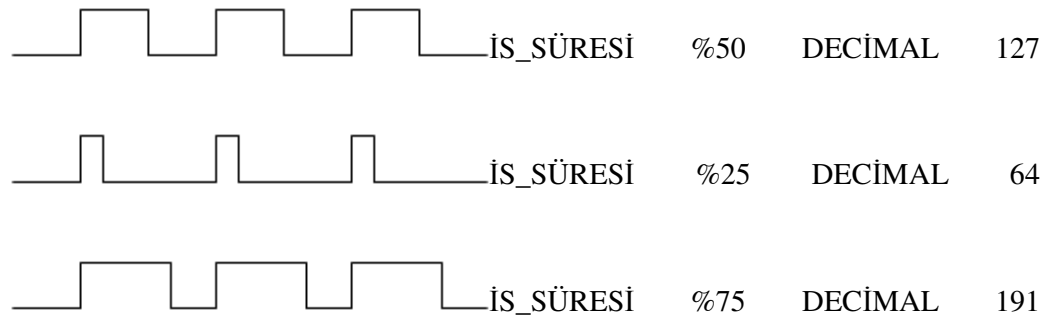 İS_SÜRESİ %50 DECİMAL 127
İS_SÜRESİ %25 DECİMAL 64
İS_SÜRESİ %75 DECİMAL 191